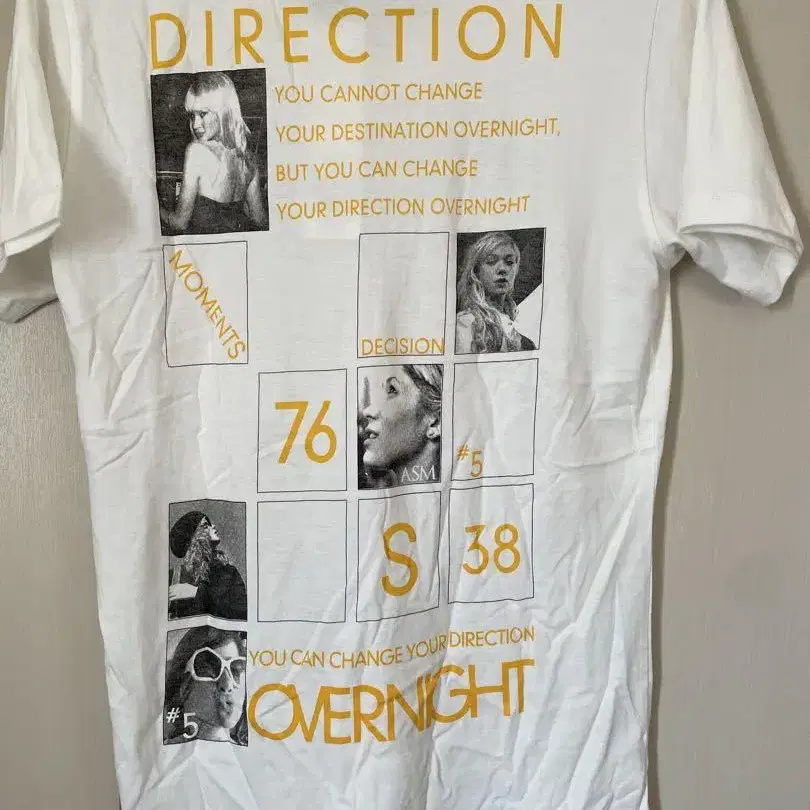 DIRECTION
YOU CANNOT CHANGE
YOUR DESTINATION OVERNIGHT,
BUT YOU CAN CHANGE
YOUR DIRECTION OVERNIGHT
MOMENTS
DECISION
76
ASM
#5
S
38
YOU CAN CHANGE YOUR DIRECTION
#5
OVERNIGHT